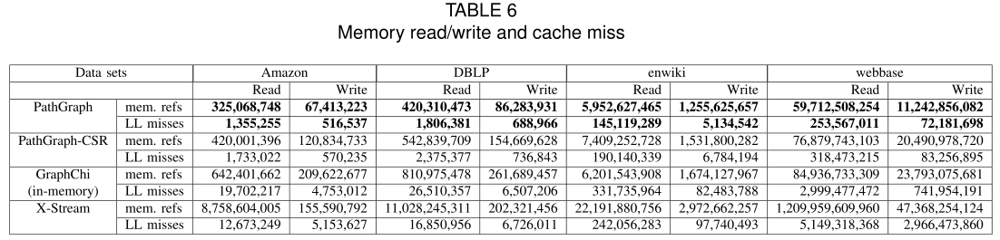 TABLE 6
Memory read/write and cache miss
Data sets Amazon DBLP enwiki webbase
Read Write Read Write Read Write Read Write
PathGraph mem. refs 325,068,748 67,413,223 420,310,473 86,283,931 5,952,627,465 1,255,625,657 59,712,508,254 11,242,856,082
LL misses 1,355,255 516,537 1,806,381 688,966 145,119,289 5,134,542 253,567,011 72,181,698
PathGraph-CSR mem. refs 420,001,396 120,834,733 542,839,709 154,669,628 7,409,252,728 1,531,800,282 76,879,743,103 20,490,978,720
LL misses 1,733,022 570,235 2,375,377 736,843 190,140,339 6,784,194 318,473,215 83,256,895
GraphChi mem. refs 642,401,662 209,622,677 810,975,478 261,689,457 6,201,543,908 1,674,127,967 84,936,733,309 23,793,075,681
(in-memory) LL misses 19,702,217 4,753,012 26,510,357 6,507,206 331,735,964 82,483,788 2,999,477,472 741,954,191
X-Stream mem. refs 8,758,604,005 155,590,792 11,028,245,311 202,321,456 22,191,880,756 2,972,662,257 1,209,959,609,960 47,368,254,124
LL misses 12,673,249 5,153,627 16,850,956 6,726,011 242,056,283 97,740,493 5,149,318,368 2,966,473,860